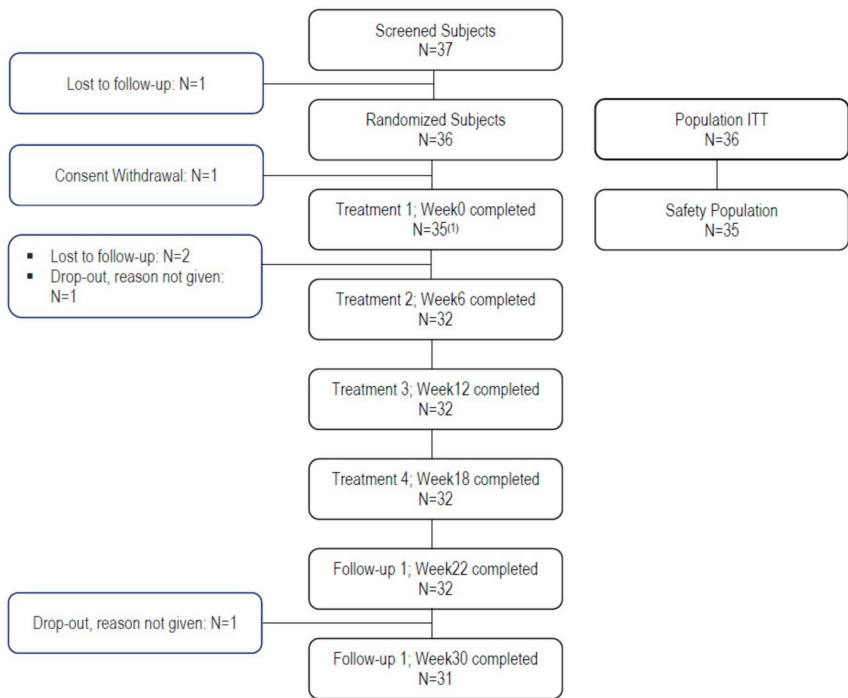 Screened Subjects
N=37
Lost to follow-up: N=1
Randomized Subjects
N=36
Population ITT
N=36
Consent Withdrawal: N=1
Treatment 1; Week0 completed
N=35⁽¹⁾
Safety Population
N=35
▪ Lost to follow-up: N=2
▪ Drop-out, reason not given:
N=1
Treatment 2; Week6 completed
N=32
Treatment 3; Week12 completed
N=32
Treatment 4; Week18 completed
N=32
Follow-up 1; Week22 completed
N=32
Drop-out, reason not given: N=1
Follow-up 1; Week30 completed
N=31